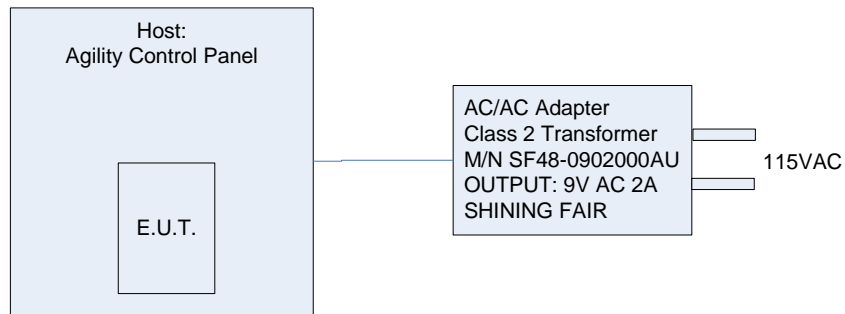 Host:
Agility Control Panel
E.U.T.
AC/AC Adapter
Class 2 Transformer
M/N SF48-0902000AU
OUTPUT: 9V AC 2A
SHINING FAIR
115VAC